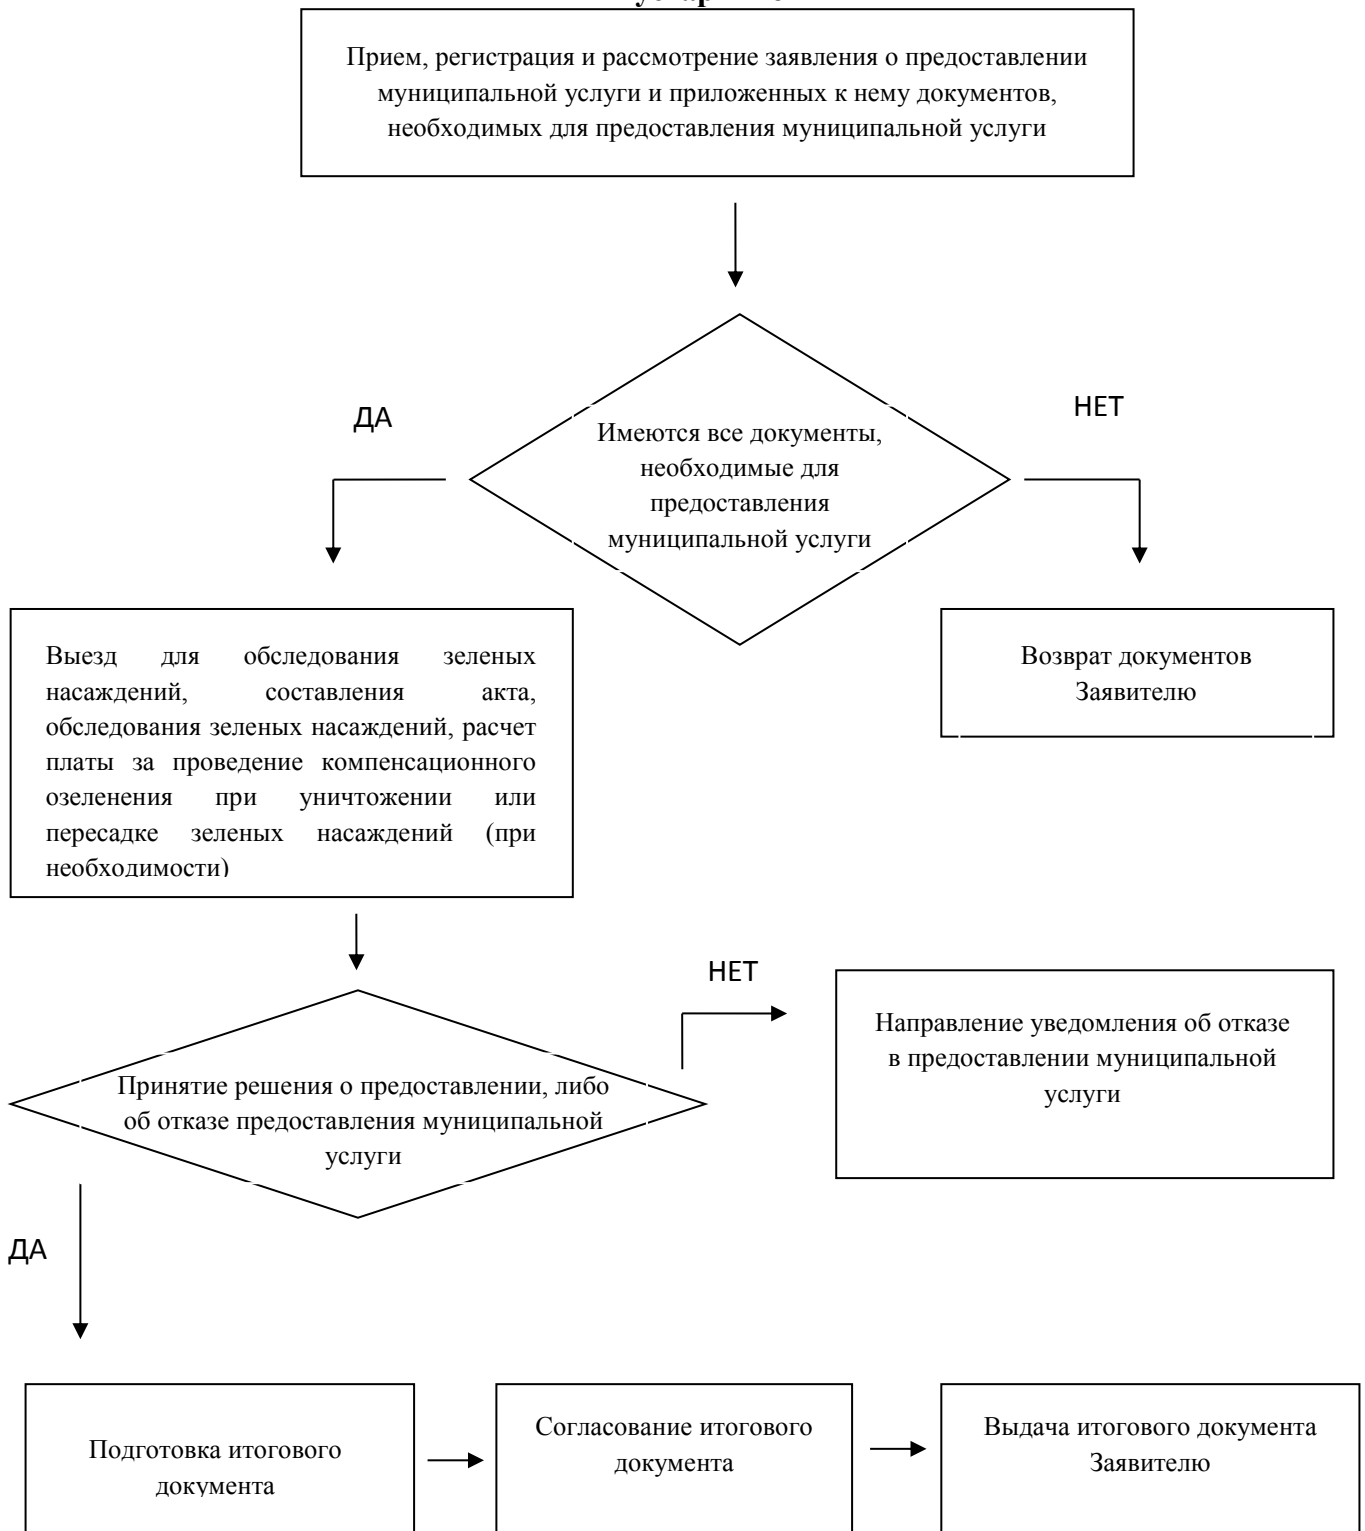 Прием, регистрация и рассмотрение заявления о предоставлении
муниципальной услуги и приложенных к нему документов,
необходимых для предоставления муниципальной услуги
ДА
НЕТ
Имеются все документы,
необходимые для
предоставления
муниципальной услуги
Выезд для обследования зеленых
насаждений, составления акта,
обследования зеленых насаждений, расчет
платы за проведение компенсационного
озеленения при уничтожении или
пересадке зеленых насаждений (при
необходимости)
Возврат документов
Заявителю
НЕТ
Направление уведомления об отказе
в предоставлении муниципальной
услуги
Принятие решения о предоставлении, либо
об отказе предоставления муниципальной
услуги
ДА
Подготовка итогового
документа
Согласование итогового
документа
Выдача итогового документа
Заявителю